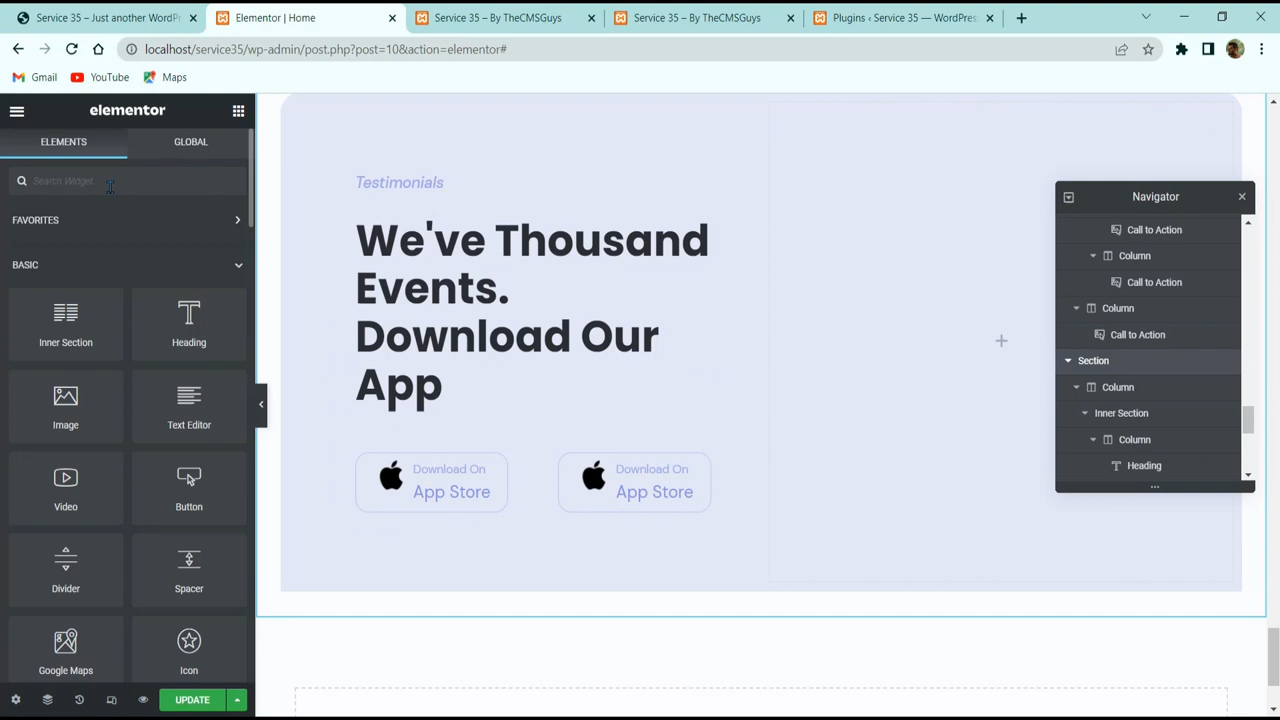 Service 35 – Just another WordPr
Elementor | Home
Service 35 – By TheCMSGuys
Service 35 – By TheCMSGuys
Plugins ‹ Service 35 — WordPres
localhost/service35/wp-admin/post.php?post=10&action=elementor#
Gmail
YouTube
Maps
elementor
ELEMENTS
GLOBAL
Search Widget
FAVORITES
BASIC
Inner Section
Heading
Image
Text Editor
Video
Button
Divider
Spacer
Google Maps
Icon
UPDATE
Testimonials
We've Thousand
Events.
Download Our
App
Download On
App Store
Download On
App Store
Navigator
Call to Action
Column
Call to Action
Column
Call to Action
Section
Column
Inner Section
Column
Heading